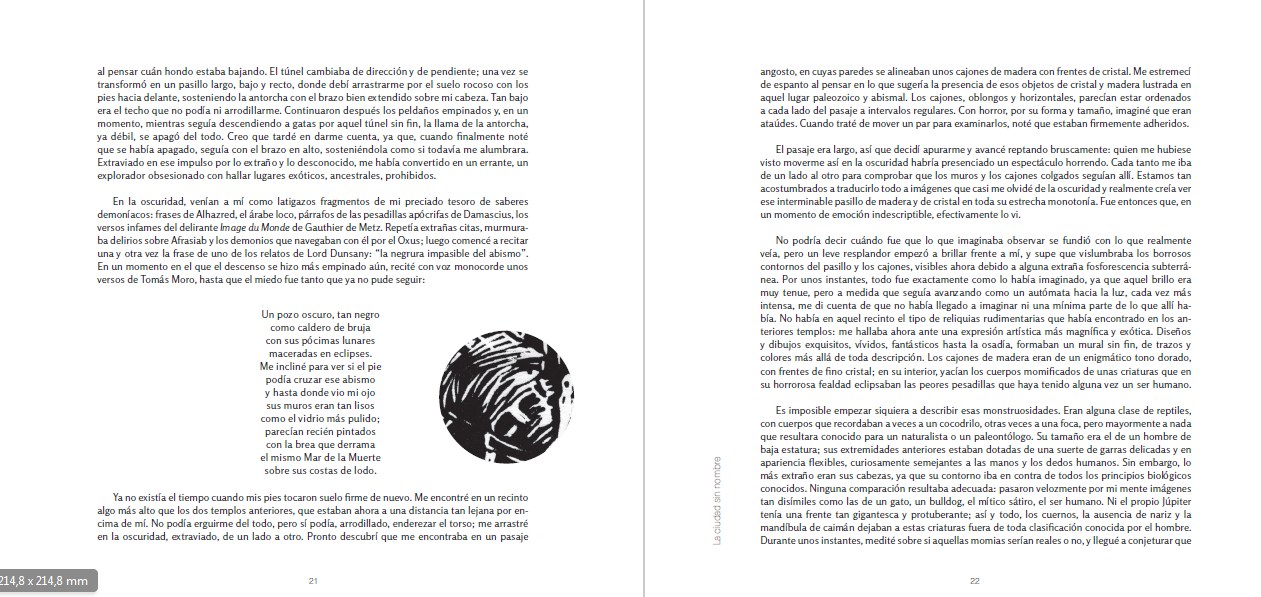 al pensar cuán hondo estaba bajando. El túnel cambiaba de dirección y de pendiente; una vez se
transformó en un pasillo largo, bajo y recto, donde debí arrastrarme por el suelo rocoso con los
pies hacia delante, sosteniendo la antorcha con el brazo bien extendido sobre mi cabeza. Tan bajo
era el techo que no podía ni arrodillarme. Continuaron después los peldaños empinados y, en un
momento, mientras seguía descendiendo a gatas por aquel túnel sin fin, la llama de la antorcha,
ya débil, se apagó del todo. Creo que tardé en darme cuenta, ya que, cuando finalmente noté
que se había apagado, seguía con el brazo en alto, sosteniéndola como si todavía me alumbrara.
Extraviado en ese impulso por lo extraño y lo desconocido, me había convertido en un errante, un
explorador obsesionado con hallar lugares exóticos, ancestrales, prohibidos.
En la oscuridad, venían a mí como latigazos fragmentos de mi preciado tesoro de saberes
demoníacos: frases de Alhazred, el árabe loco, párrafos de las pesadillas apócrifas de Damascius, los
versos infames del delirante Image du Monde de Gauthier de Metz. Repetía extrañas citas, murmura-
ba delirios sobre Afrasiab y los demonios que navegaban con él por el Oxus; luego comencé a recitar
una y otra vez la frase de uno de los relatos de Lord Dunsany: “la negrura impasible del abismo”.
En un momento en el que el descenso se hizo más empinado aún, recité con voz monocorde unos
versos de Tomás Moro, hasta que el miedo fue tanto que ya no pude seguir:
Un pozo oscuro, tan negro
como caldero de bruja
con sus pócimas lunares
maceradas en eclipses.
Me incliné para ver si el pie
podía cruzar ese abismo
y hasta donde vio mi ojo
sus muros eran tan lisos
como el vidrio más pulido;
parecían recién pintados
con la brea que derrama
el mismo Mar de la Muerte
sobre sus costas de lodo.
Ya no existía el tiempo cuando mis pies tocaron suelo firme de nuevo. Me encontré en un recinto
algo más alto que los dos templos anteriores, que estaban ahora a una distancia tan lejana por en-
cima de mí. No podía erguirme del todo, pero sí podía, arrodillado, enderezar el torso; me arrastré
en la oscuridad, extraviado, de un lado a otro. Pronto descubrí que me encontraba en un pasaje
214,8 x 214,8 mm
21
angosto, en cuyas paredes se alineaban unos cajones de madera con frentes de cristal. Me estremecí
de espanto al pensar en lo que sugería la presencia de esos objetos de cristal y madera lustrada en
aquel lugar paleozoico y abismal. Los cajones, oblongos y horizontales, parecían estar ordenados
a cada lado del pasaje a intervalos regulares. Con horror, por su forma y tamaño, imaginé que eran
ataúdes. Cuando traté de mover un par para examinarlos, noté que estaban firmemente adheridos.
El pasaje era largo, así que decidí apurarme y avancé reptando bruscamente: quien me hubiese
visto moverme así en la oscuridad habría presenciado un espectáculo horrendo. Cada tanto me iba
de un lado al otro para comprobar que los muros y los cajones colgados seguían allí. Estamos tan
acostumbrados a traducirlo todo a imágenes que casi me olvidé de la oscuridad y realmente creía ver
ese interminable pasillo de madera y de cristal en toda su estrecha monotonía. Fue entonces que, en
un momento de emoción indescriptible, efectivamente lo vi.
No podría decir cuándo fue que lo que imaginaba observar se fundió con lo que realmente
veía, pero un leve resplandor empezó a brillar frente a mí, y supe que vislumbraba los borrosos
contornos del pasillo y los cajones, visibles ahora debido a alguna extraña fosforescencia subterrá-
nea. Por unos instantes, todo fue exactamente como lo había imaginado, ya que aquel brillo era
muy tenue, pero a medida que seguía avanzando como un autómata hacia la luz, cada vez más
intensa, me di cuenta de que no había llegado a imaginar ni una mínima parte de lo que allí ha-
bía. No había en aquel recinto el tipo de reliquias rudimentarias que había encontrado en los an-
teriores templos: me hallaba ahora ante una expresión artística más magnífica y exótica. Diseños
y dibujos exquisitos, vívidos, fantásticos hasta la osadía, formaban un mural sin fin, de trazos y
colores más allá de toda descripción. Los cajones de madera eran de un enigmático tono dorado,
con frentes de fino cristal; en su interior, yacían los cuerpos momificados de unas criaturas que en
su horrorosa fealdad eclipsaban las peores pesadillas que haya tenido alguna vez un ser humano.
Es imposible empezar siquiera a describir esas monstruosidades. Eran alguna clase de reptiles,
con cuerpos que recordaban a veces a un cocodrilo, otras veces a una foca, pero mayormente a nada
que resultara conocido para un naturalista o un paleontólogo. Su tamaño era el de un hombre de
baja estatura; sus extremidades anteriores estaban dotadas de una suerte de garras delicadas y en
apariencia flexibles, curiosamente semejantes a las manos y los dedos humanos. Sin embargo, lo
más extraño eran sus cabezas, ya que su contorno iba en contra de todos los principios biológicos
conocidos. Ninguna comparación resultaba adecuada: pasaron velozmente por mi mente imágenes
tan disímiles como las de un gato, un bulldog, el mítico sátiro, el ser humano. Ni el propio Júpiter
tenía una frente tan gigantesca y protuberante; así y todo, los cuernos, la ausencia de nariz y la
mandíbula de caimán dejaban a estas criaturas fuera de toda clasificación conocida por el hombre.
Durante unos instantes, medité sobre si aquellas momias serían reales o no, y llegué a conjeturar que
La ciudad sin nombre
22